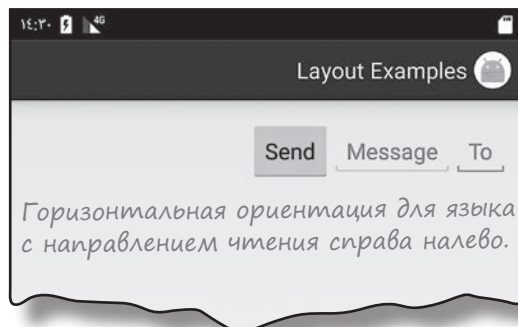 ١٤:٣٠ 4G
Layout Examples
Send Message To
Горизонтальная ориентация для языка
с направлением чтения справа налево.